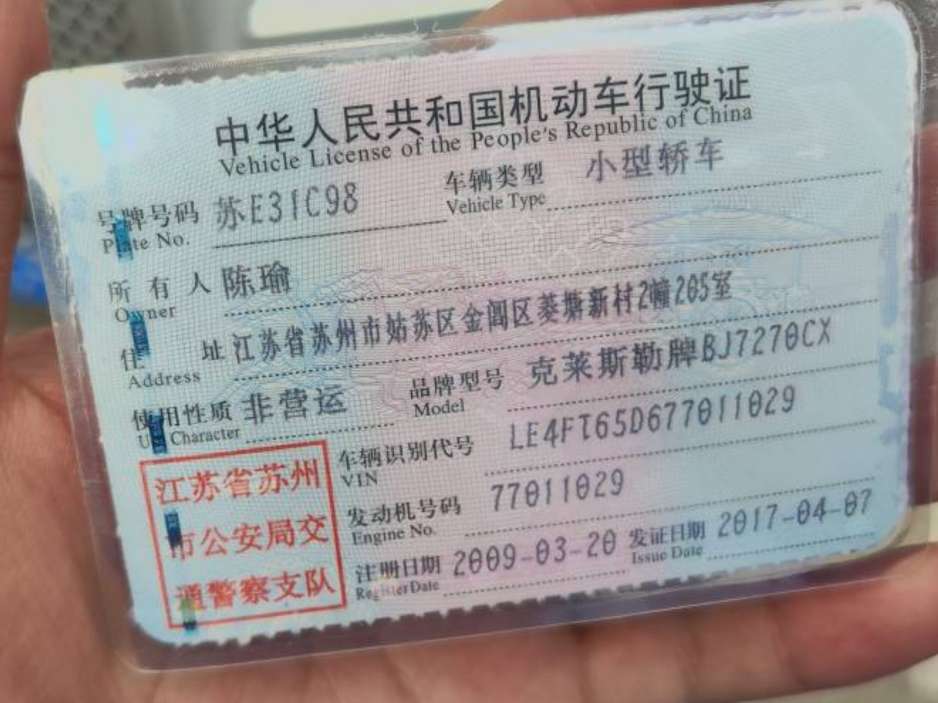 中华人民共和国机动车行驶证
Vehicle License of the People's Republic of China
号牌号码 苏E31C98 车辆类型 小型轿车
Plate No. Vehicle Type
所有人 陈瑜
Owner
住址 江苏省苏州市姑苏区金阊区菱塘新村2幢205室
Address
使用性质 非营运 品牌型号 克莱斯勒牌BJ7270CX
Use Character Model
车辆识别代号 LE4FT65D677011029
VIN
发动机号码 77011029
Engine No.
注册日期 2009-03-20 发证日期 2017-04-07
Register Date Issue Date
江苏省苏州
市公安局交
通警察支队